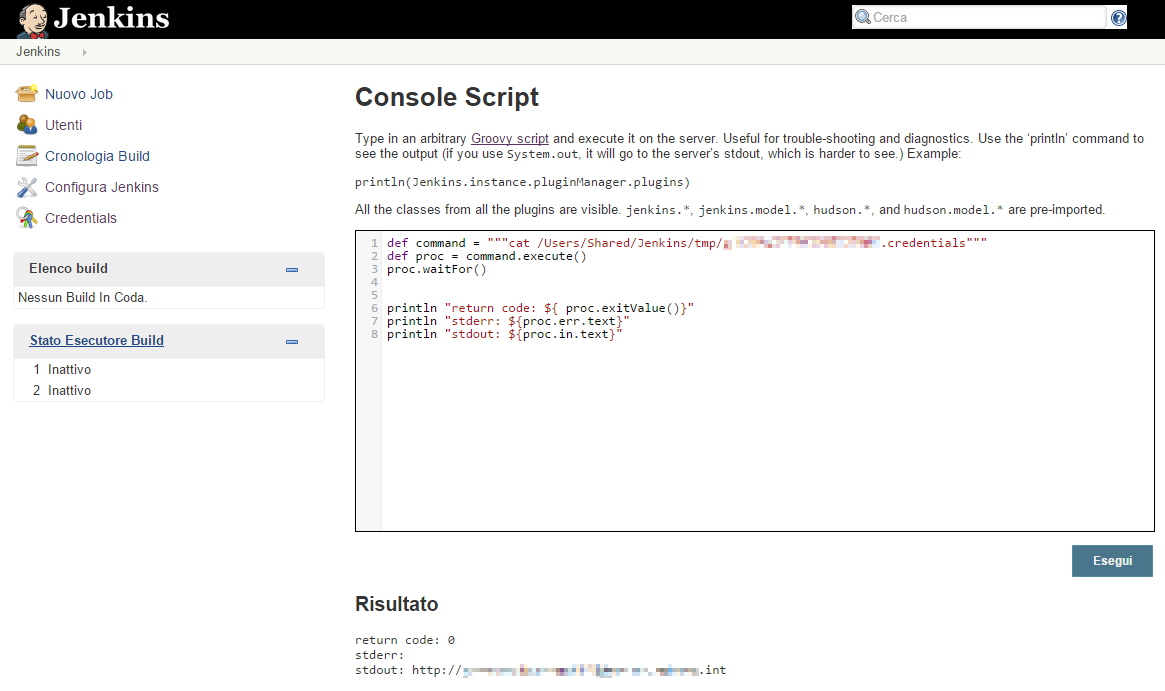 Jenkins
Cerca
Jenkins
Nuovo Job
Utenti
Cronologia Build
Configura Jenkins
Credentials
Elenco build
Nessun Build In Coda.
Stato Esecutore Build
1 Inattivo
2 Inattivo
Console Script
Type in an arbitrary Groovy script and execute it on the server. Useful for trouble-shooting and diagnostics. Use the ‘println’ command to
see the output (if you use System.out, it will go to the server’s stdout, which is harder to see.) Example:
println(Jenkins.instance.pluginManager.plugins)
All the classes from all the plugins are visible. jenkins.*, jenkins.model.*, hudson.*, and hudson.model.* are pre-imported.
1 def command = """cat /Users/Shared/Jenkins/tmp/ .credentials"""
2 def proc = command.execute()
3 proc.waitFor()
4
5
6 println "return code: ${ proc.exitValue()}"
7 println "stderr: ${proc.err.text}"
8 println "stdout: ${proc.in.text}"
Esegui
Risultato
return code: 0
stderr:
stdout: http:// .int